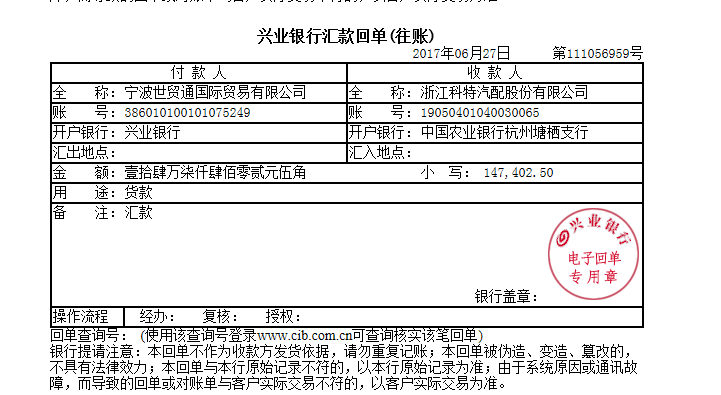 兴业银行汇款回单(往账)
2017年06月27日 第111056959号
付 款 人 收 款 人
全 称：宁波世贸通国际贸易有限公司 全 称：浙江科特汽配股份有限公司
账 号：386010100101075249 账 号：19050401040030065
开户银行：兴业银行 开户银行：中国农业银行杭州塘栖支行
汇出地点： 汇入地点：
金 额：壹拾肆万柒仟肆佰零贰元伍角 小 写： 147,402.50
用 途：货款
备 注：汇款
兴业银行
电子回单
专用章
银行盖章：
操作流程 经办： 复核： 授权：
回单查询号： (使用该查询号登录www.cib.com.cn可查询核实该笔回单)
银行提请注意：本回单不作为收款方发货依据，请勿重复记账；本回单被伪造、变造、篡改的，
不具有法律效力；本回单与本行原始记录不符的，以本行原始记录为准；由于系统原因或通讯故
障，而导致的回单或对账单与客户实际交易不符的，以客户实际交易为准。